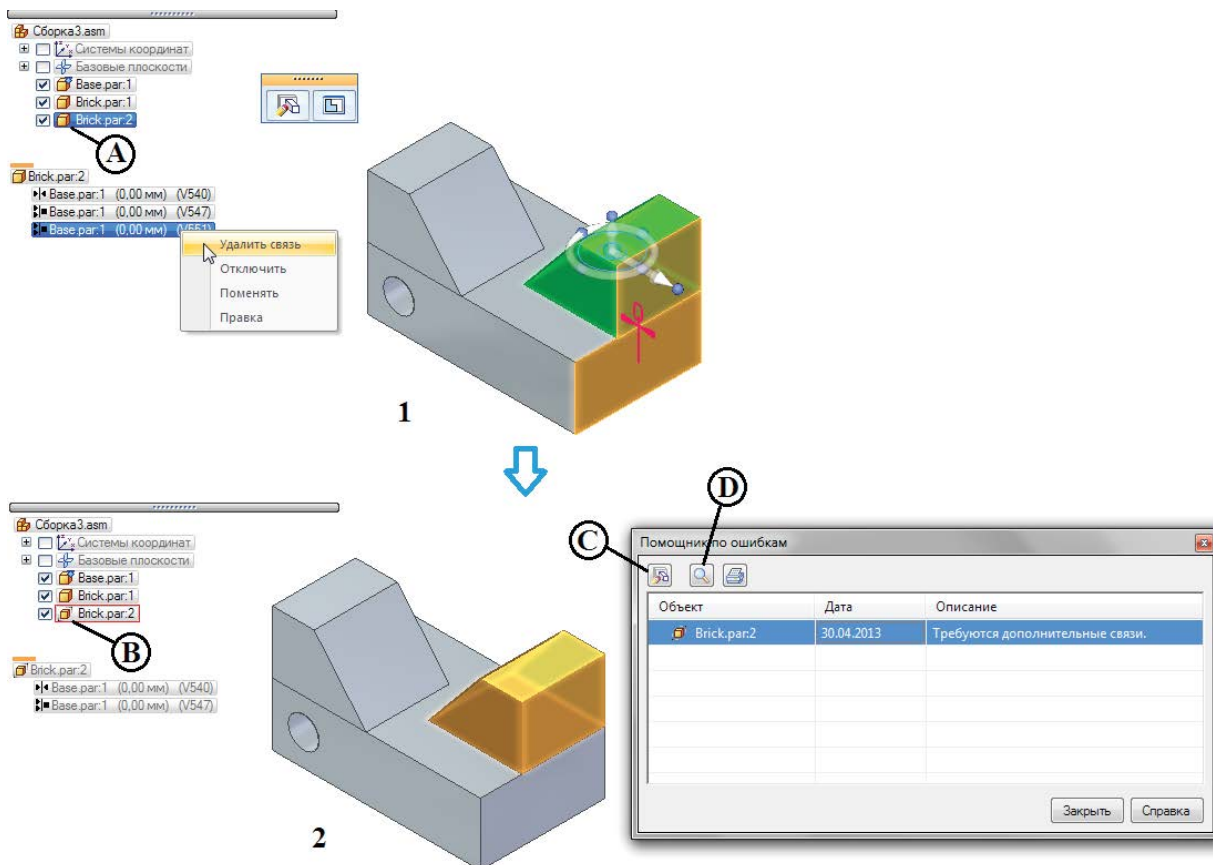 Сборка3.asm
Системы координат
Базовые плоскости
Base.par:1
Brick.par:1
Brick.par:2
A
Brick.par:2
Base.par:1 (0,00 мм) (V540)
Base.par:1 (0,00 мм) (V547)
Base.par:1 (0,00 мм) (V551)
Удалить связь
Отключить
Поменять
Правка
1
Сборка3.asm
Системы координат
Базовые плоскости
Base.par:1
Brick.par:1
Brick.par:2
B
Brick.par:2
Base.par:1 (0,00 мм) (V540)
Base.par:1 (0,00 мм) (V547)
2
C
D
Помощник по ошибкам
Объект Дата Описание
Brick.par:2 30.04.2013 Требуются дополнительные связи.
Закрыть Справка